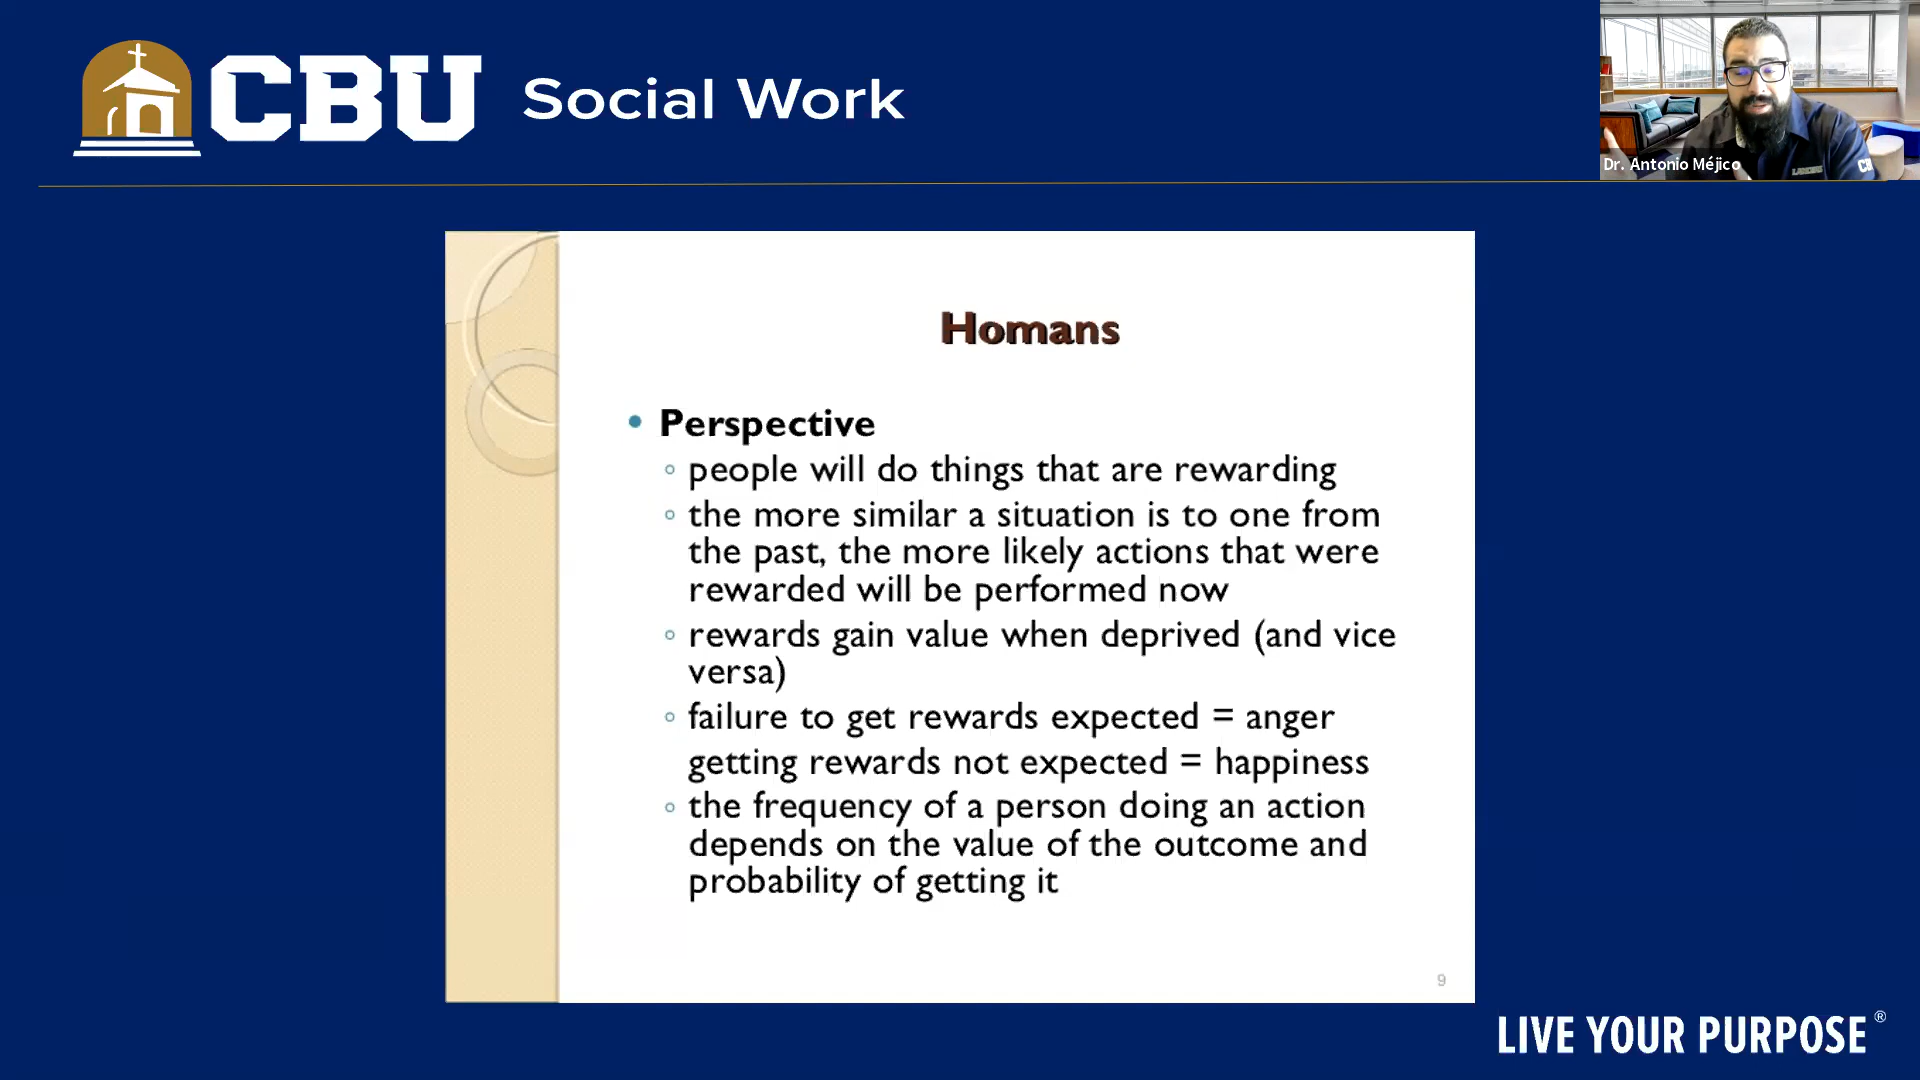 CBU Social Work
Dr. Antonio Méjico
Homans
• Perspective
◦ people will do things that are rewarding
◦ the more similar a situation is to one from
the past, the more likely actions that were
rewarded will be performed now
◦ rewards gain value when deprived (and vice
versa)
◦ failure to get rewards expected = anger
getting rewards not expected = happiness
◦ the frequency of a person doing an action
depends on the value of the outcome and
probability of getting it
9
LIVE YOUR PURPOSE®